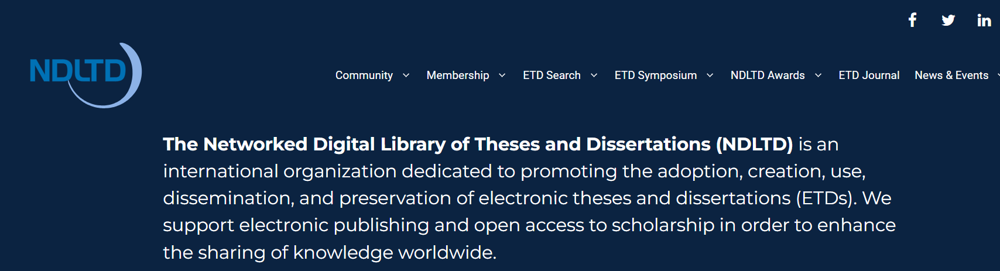 NDLTD
Community Membership ETD Search ETD Symposium NDLTD Awards ETD Journal News & Events
The Networked Digital Library of Theses and Dissertations (NDLTD) is an
international organization dedicated to promoting the adoption, creation, use,
dissemination, and preservation of electronic theses and dissertations (ETDs). We
support electronic publishing and open access to scholarship in order to enhance
the sharing of knowledge worldwide.